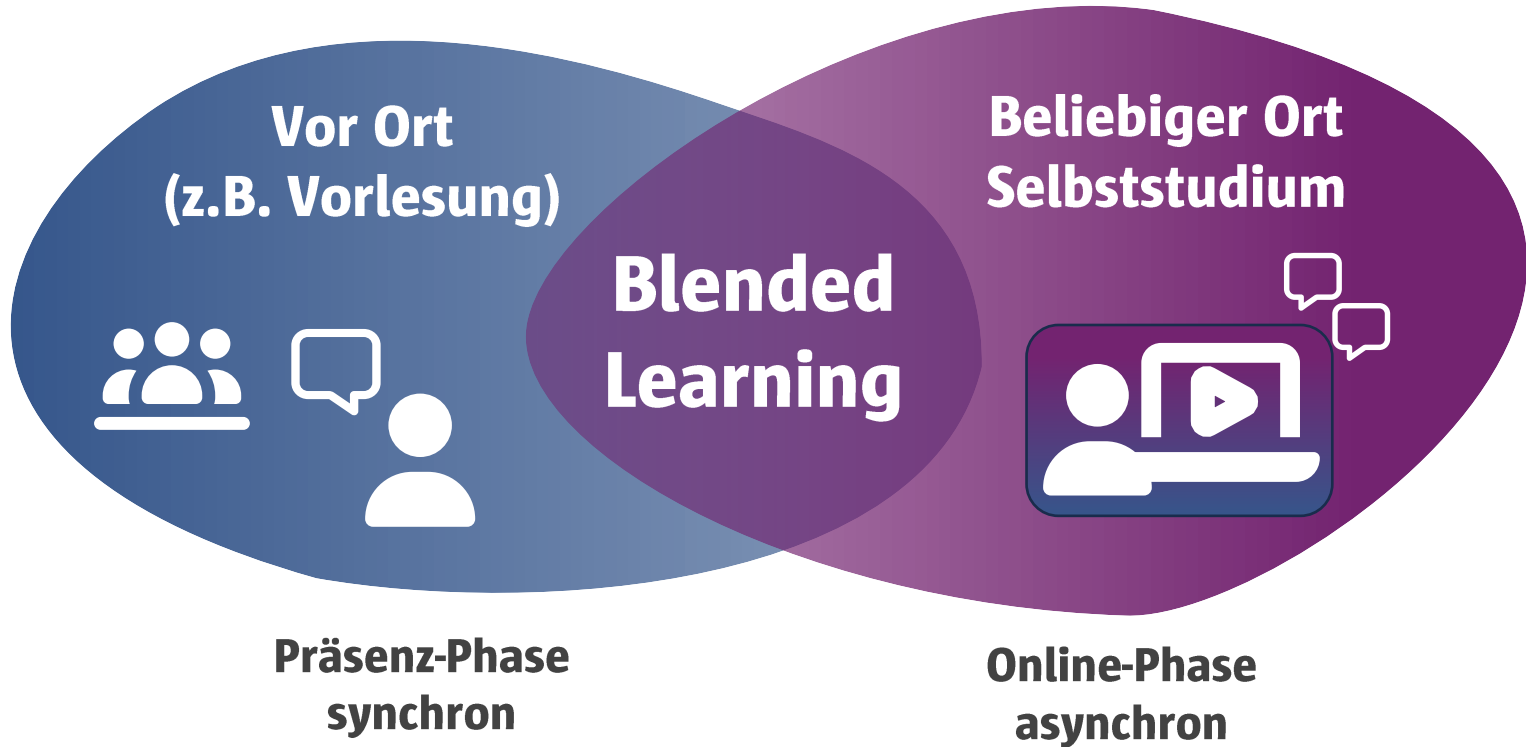 Vor Ort
(z.B. Vorlesung)
Beliebiger Ort
Selbststudium
Blended
Learning
Präsenz-Phase
synchron
Online-Phase
asynchron